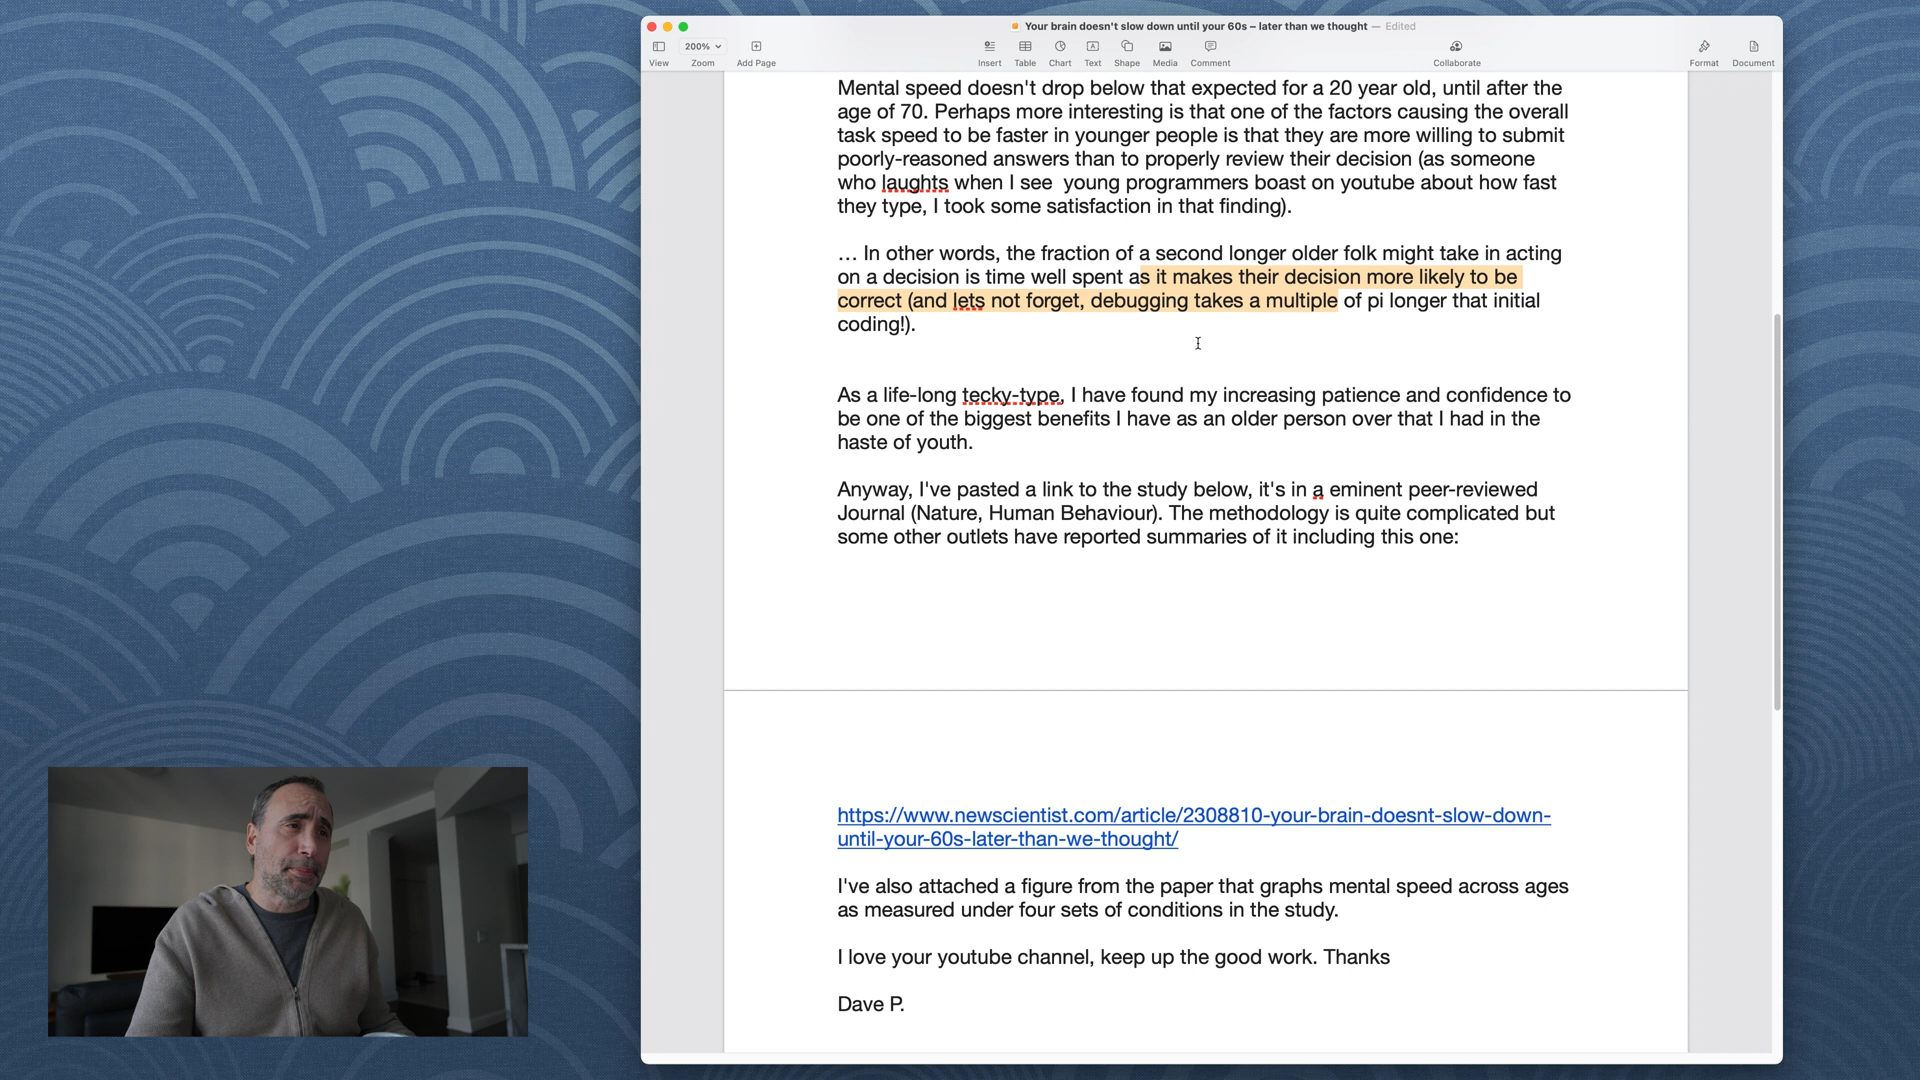 Your brain doesn't slow down until your 60s – later than we thought — Edited
200%
View
Zoom
Add Page
Insert
Table
Chart
Text
Shape
Media
Comment
Collaborate
Format
Document
Mental speed doesn't drop below that expected for a 20 year old, until after the
age of 70. Perhaps more interesting is that one of the factors causing the overall
task speed to be faster in younger people is that they are more willing to submit
poorly-reasoned answers than to properly review their decision (as someone
who laughts when I see  young programmers boast on youtube about how fast
they type, I took some satisfaction in that finding).
… In other words, the fraction of a second longer older folk might take in acting
on a decision is time well spent as it makes their decision more likely to be
correct (and lets not forget, debugging takes a multiple of pi longer that initial
coding!).
As a life-long tecky-type, I have found my increasing patience and confidence to
be one of the biggest benefits I have as an older person over that I had in the
haste of youth.
Anyway, I've pasted a link to the study below, it's in a eminent peer-reviewed
Journal (Nature, Human Behaviour). The methodology is quite complicated but
some other outlets have reported summaries of it including this one:
https://www.newscientist.com/article/2308810-your-brain-doesnt-slow-down-
until-your-60s-later-than-we-thought/
I've also attached a figure from the paper that graphs mental speed across ages
as measured under four sets of conditions in the study.
I love your youtube channel, keep up the good work. Thanks
Dave P.